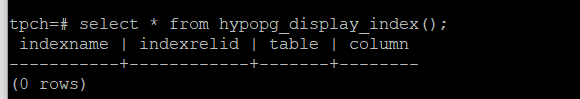 tpch=# select * from hypopg_display_index();
 indexname | indexrelid | table | column
-----------+------------+-------+--------
(0 rows)